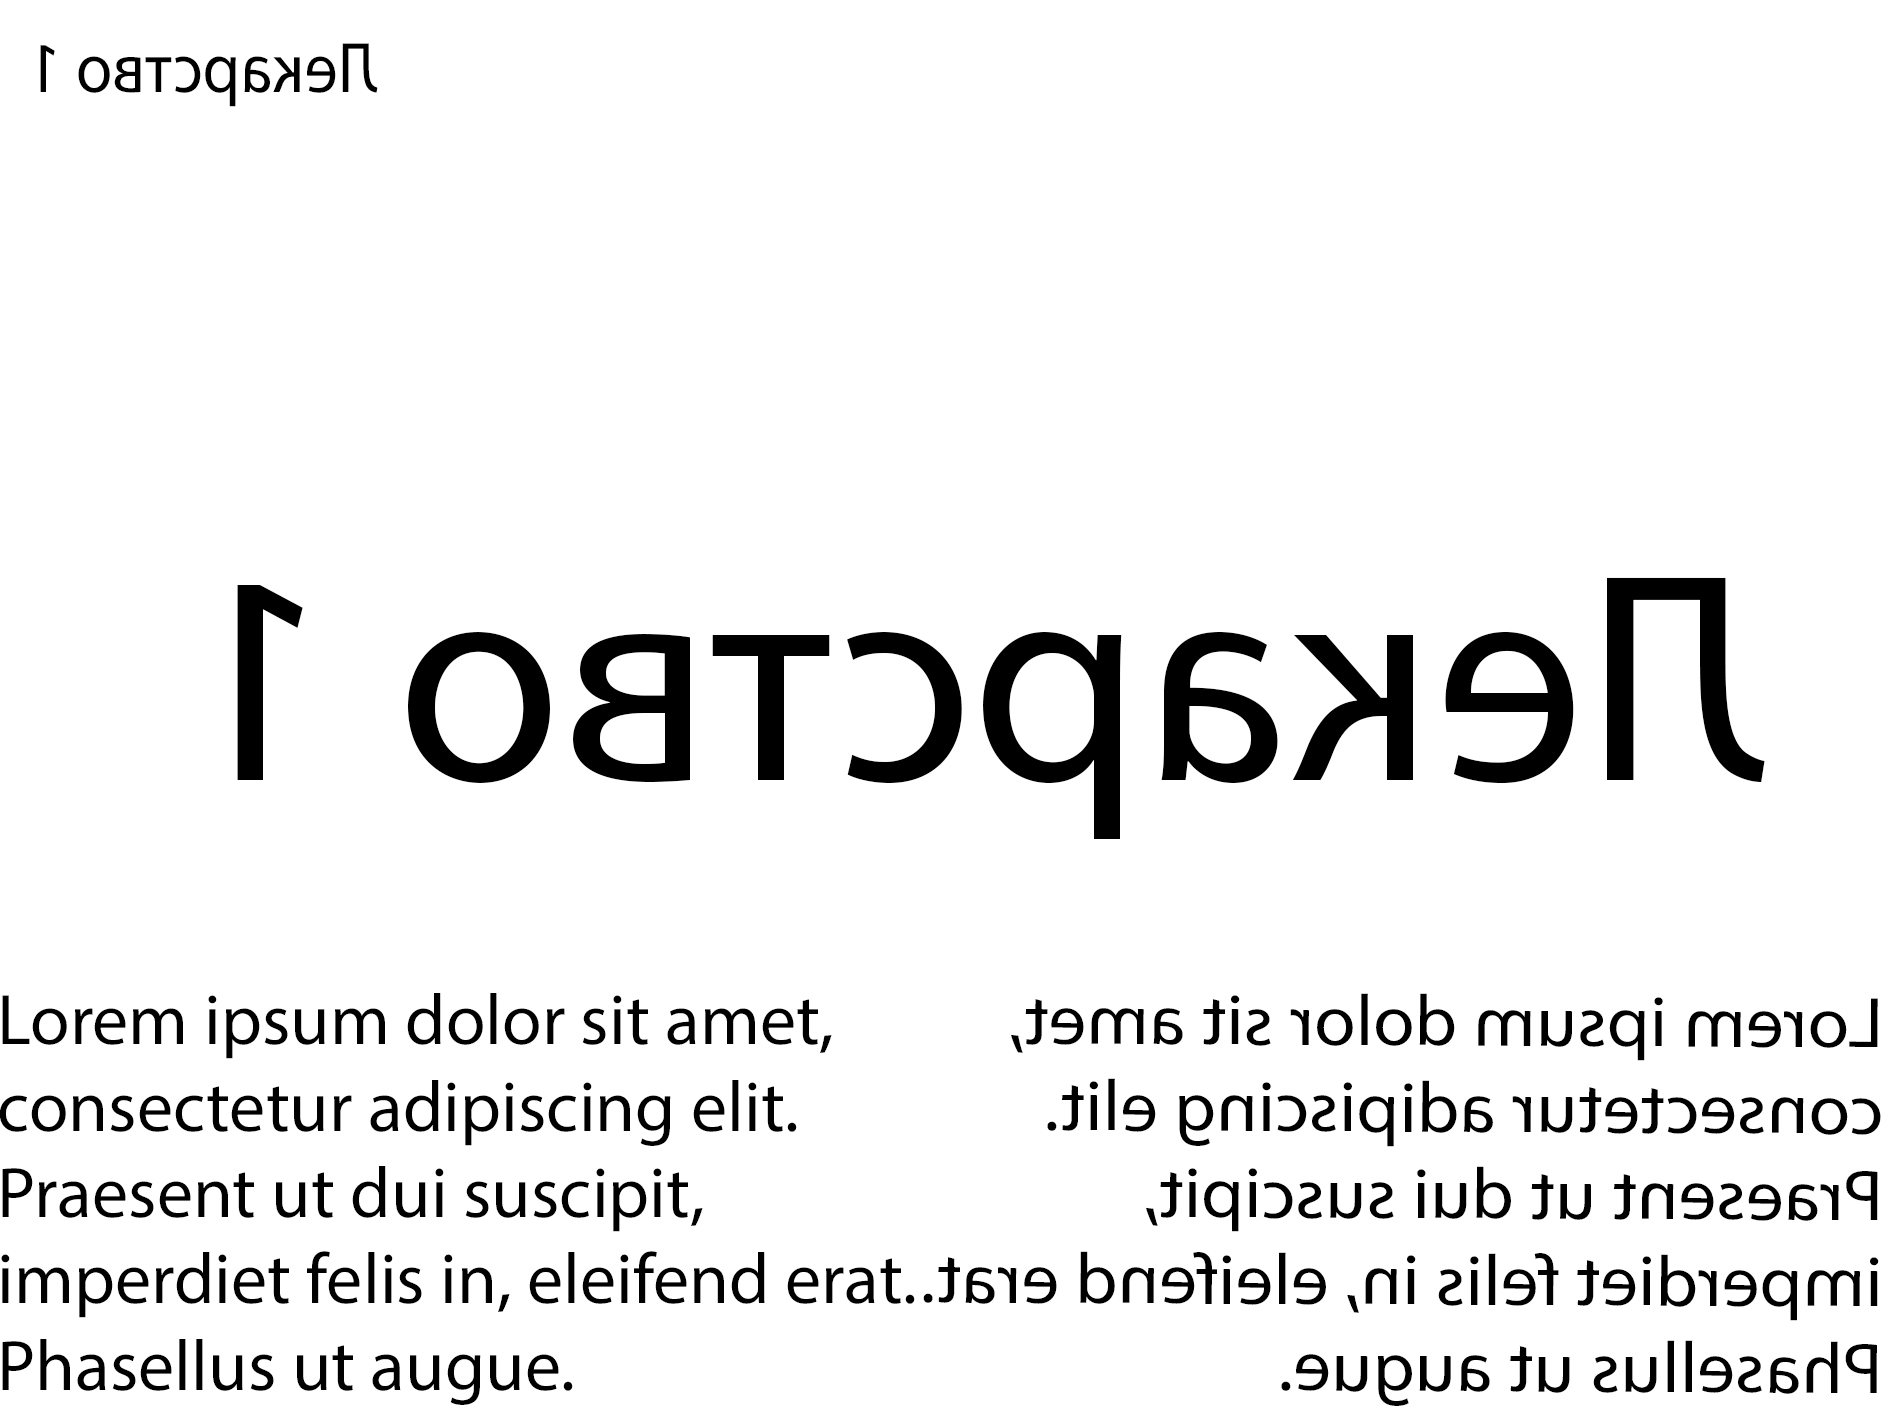 Лекарство 1
Лекарство 1
Lorem ipsum dolor sit amet,
consectetur adipiscing elit.
Praesent ut dui suscipit,
imperdiet felis in, eleifend erat.
Phasellus ut augue.
Lorem ipsum dolor sit amet,
consectetur adipiscing elit.
Praesent ut dui suscipit,
imperdiet felis in, eleifend erat.
Phasellus ut augue.